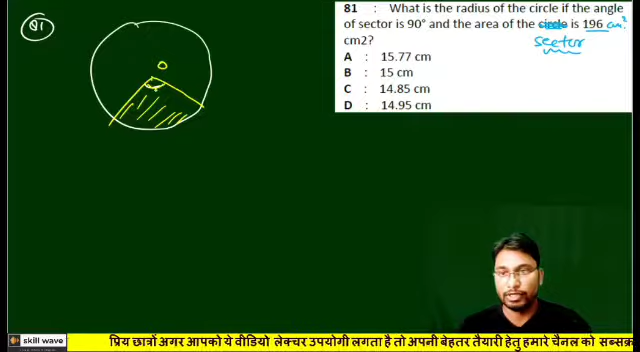 81
81 : What is the radius of the circle if the angle
of sector is 90° and the area of the circle is 196 cm².
sector
cm2?
A : 15.77 cm
B : 15 cm
C : 14.85 cm
D : 14.95 cm
O
skill wave
प्रिय छात्रों अगर आपको ये वीडियो लेक्चर उपयोगी लगता है तो अपनी बेहतर तैयारी हेतु हमारे चैनल को सब्सक्र